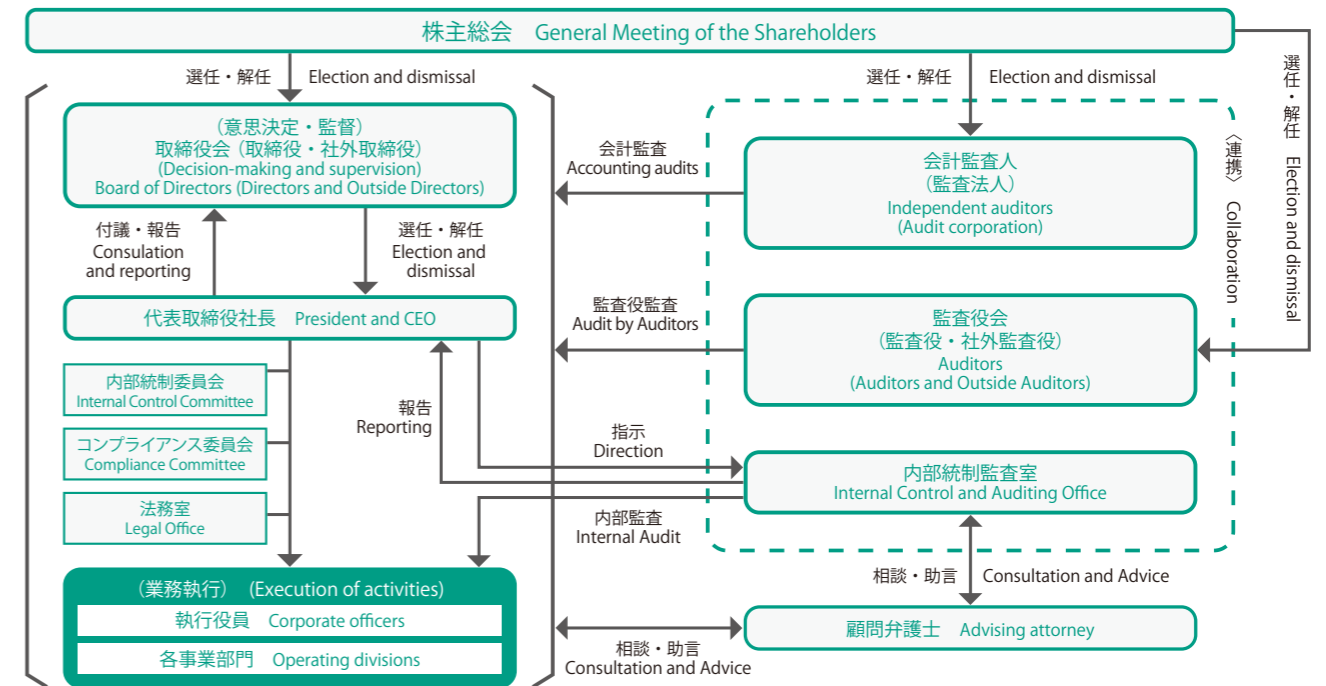 株主総会 General Meeting of the Shareholders
選任・解任 Election and dismissal
選任・解任 Election and dismissal
選任・解任 Election and dismissal
（意思決定・監督）
取締役会（取締役・社外取締役）
(Decision-making and supervision)
Board of Directors (Directors and Outside Directors)
会計監査
Accounting audits
会計監査人
（監査法人）
Independent auditors
(Audit corporation)
〈連携〉 Collaboration
付議・報告
Consulation
and reporting
選任・解任
Election and
dismissal
代表取締役社長 President and CEO
監査役監査
Audit by Auditors
監査役会
（監査役・社外監査役）
Auditors
(Auditors and Outside Auditors)
内部統制委員会
Internal Control Committee
コンプライアンス委員会
Compliance Committee
法務室
Legal Office
報告
Reporting
指示
Direction
内部統制監査室
Internal Control and Auditing Office
内部監査
Internal Audit
相談・助言 Consultation and Advice
（業務執行） (Execution of activities)
執行役員 Corporate officers
各事業部門 Operating divisions
相談・助言
Consultation and Advice
顧問弁護士 Advising attorney